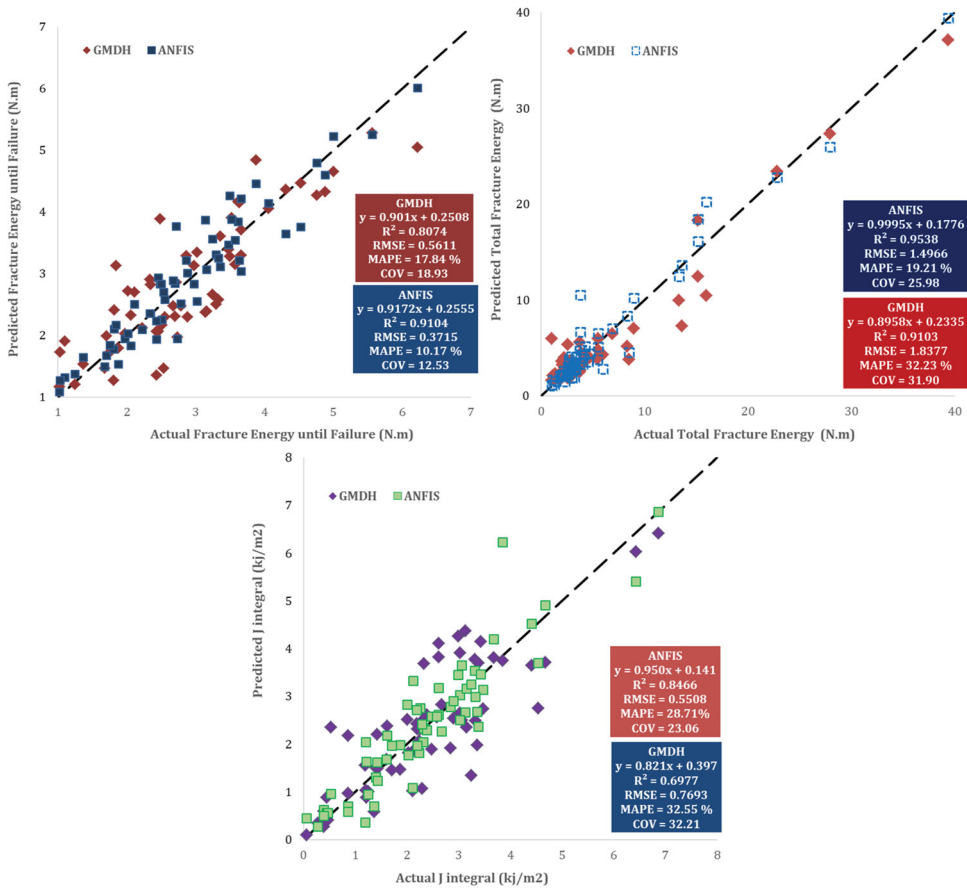 7
6
5
4
3
2
1
1
2
3
4
5
6
7
GMDH
ANFIS
Predicted Fracture Energy until Failure (N.m)
Actual Fracture Energy until Failure (N.m)
GMDH
y = 0.901x + 0.2508
R² = 0.8074
RMSE = 0.5611
MAPE = 17.84 %
COV = 18.93
ANFIS
y = 0.9172x + 0.2555
R² = 0.9104
RMSE = 0.3715
MAPE = 10.17 %
COV = 12.53
40
30
20
10
0
0
10
20
30
40
GMDH
ANFIS
Predicted Total Fracture Energy (N.m)
Actual Total Fracture Energy (N.m)
ANFIS
y = 0.9995x + 0.1776
R² = 0.9538
RMSE = 1.4966
MAPE = 19.21 %
COV = 25.98
GMDH
y = 0.8958x + 0.2335
R² = 0.9103
RMSE = 1.8377
MAPE = 32.23 %
COV = 31.90
8
7
6
5
4
3
2
1
0
0
1
2
3
4
5
6
7
8
GMDH
ANFIS
Predicted J integral (kj/m2)
Actual J integral (kj/m2)
ANFIS
y = 0.950x + 0.141
R² = 0.8466
RMSE = 0.5508
MAPE = 28.71%
COV = 23.06
GMDH
y = 0.821x + 0.397
R² = 0.6977
RMSE = 0.7693
MAPE = 32.55 %
COV = 32.21